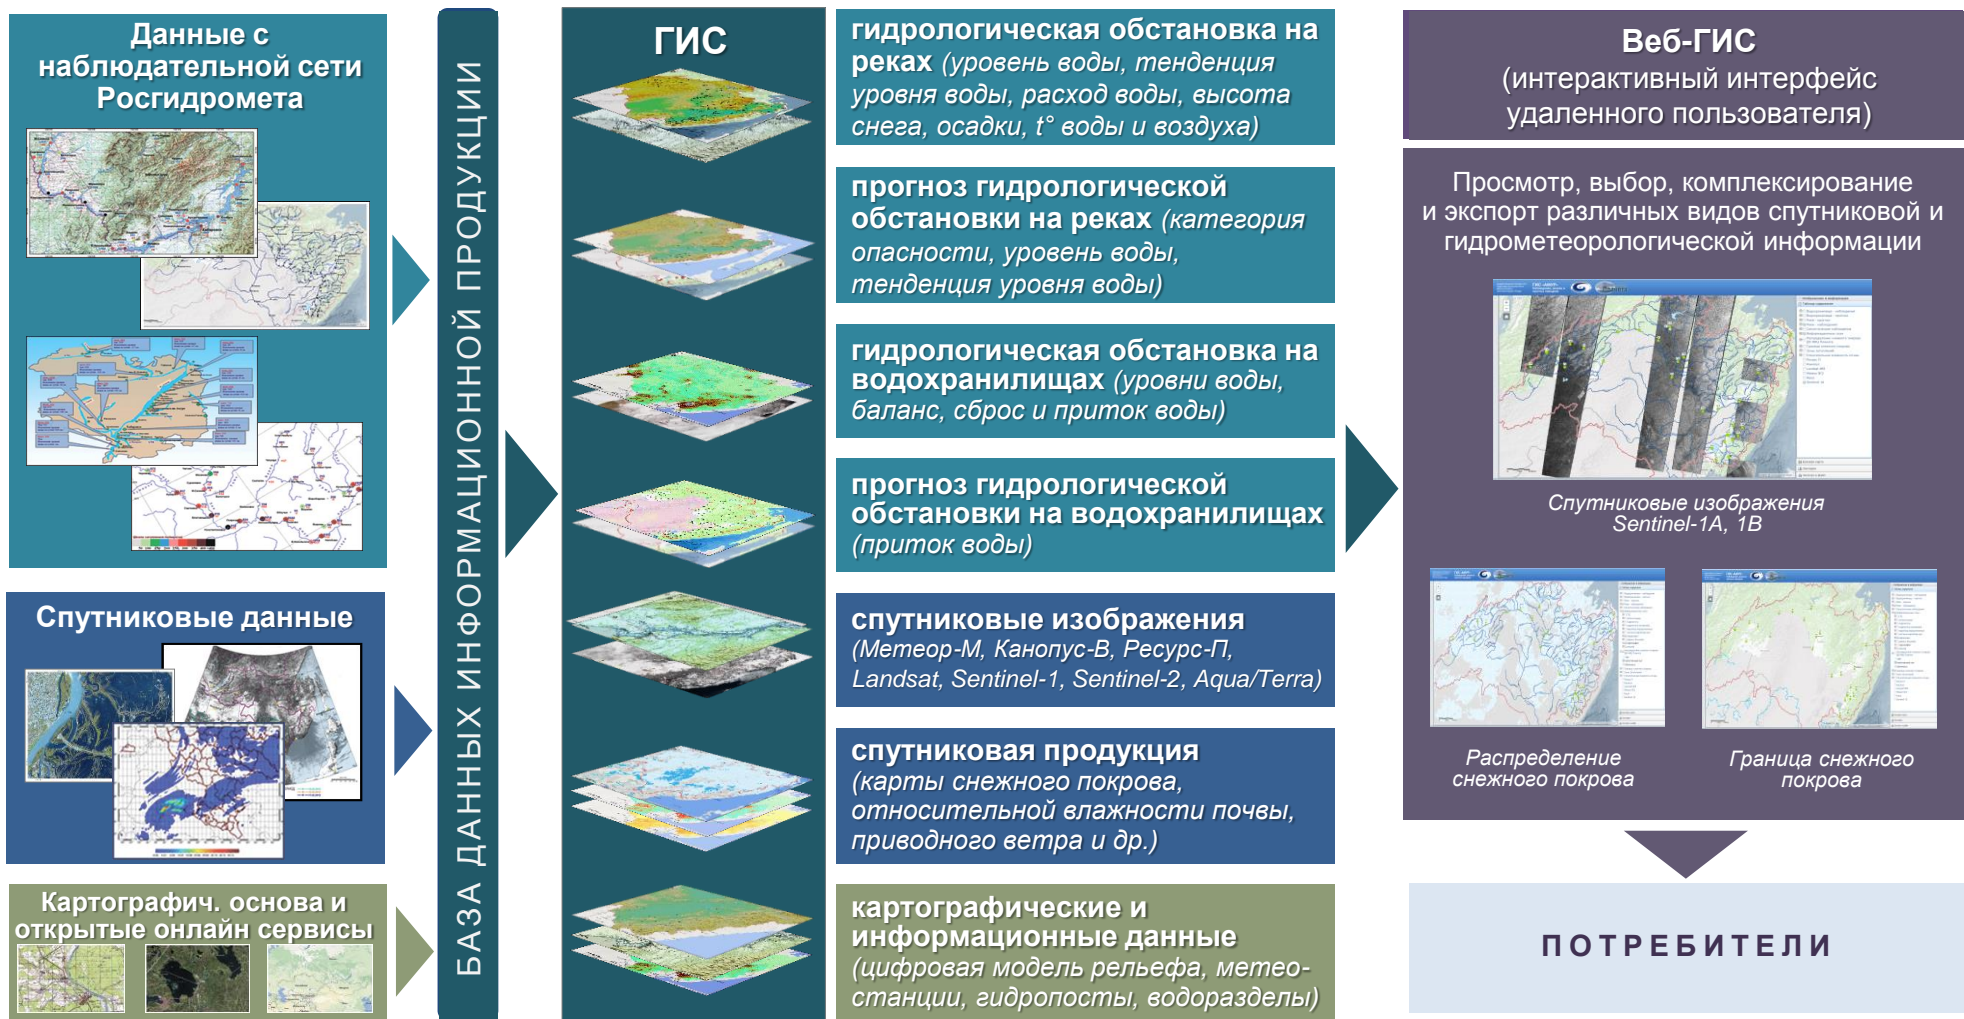 Данные с
наблюдательной сети
Росгидромета
Спутниковые данные
Картографич. основа и
открытые онлайн сервисы
БАЗА ДАННЫХ ИНФОРМАЦИОННОЙ ПРОДУКЦИИ
ГИС
гидрологическая обстановка на
реках (уровень воды, тенденция
уровня воды, расход воды, высота
снега, осадки, t° воды и воздуха)
прогноз гидрологической
обстановки на реках (категория
опасности, уровень воды,
тенденция уровня воды)
гидрологическая обстановка на
водохранилищах (уровни воды,
баланс, сброс и приток воды)
прогноз гидрологической
обстановки на водохранилищах
(приток воды)
спутниковые изображения
(Метеор-М, Канопус-В, Ресурс-П,
Landsat, Sentinel-1, Sentinel-2, Aqua/Terra)
спутниковая продукция
(карты снежного покрова,
относительной влажности почвы,
приводного ветра и др.)
картографические и
информационные данные
(цифровая модель рельефа, метео-
станции, гидропосты, водоразделы)
Веб-ГИС
(интерактивный интерфейс
удаленного пользователя)
Просмотр, выбор, комплексирование
и экспорт различных видов спутниковой и
гидрометеорологической информации
Спутниковые изображения
Sentinel-1A, 1B
Распределение
снежного покрова
Граница снежного
покрова
ПОТРЕБИТЕЛИ